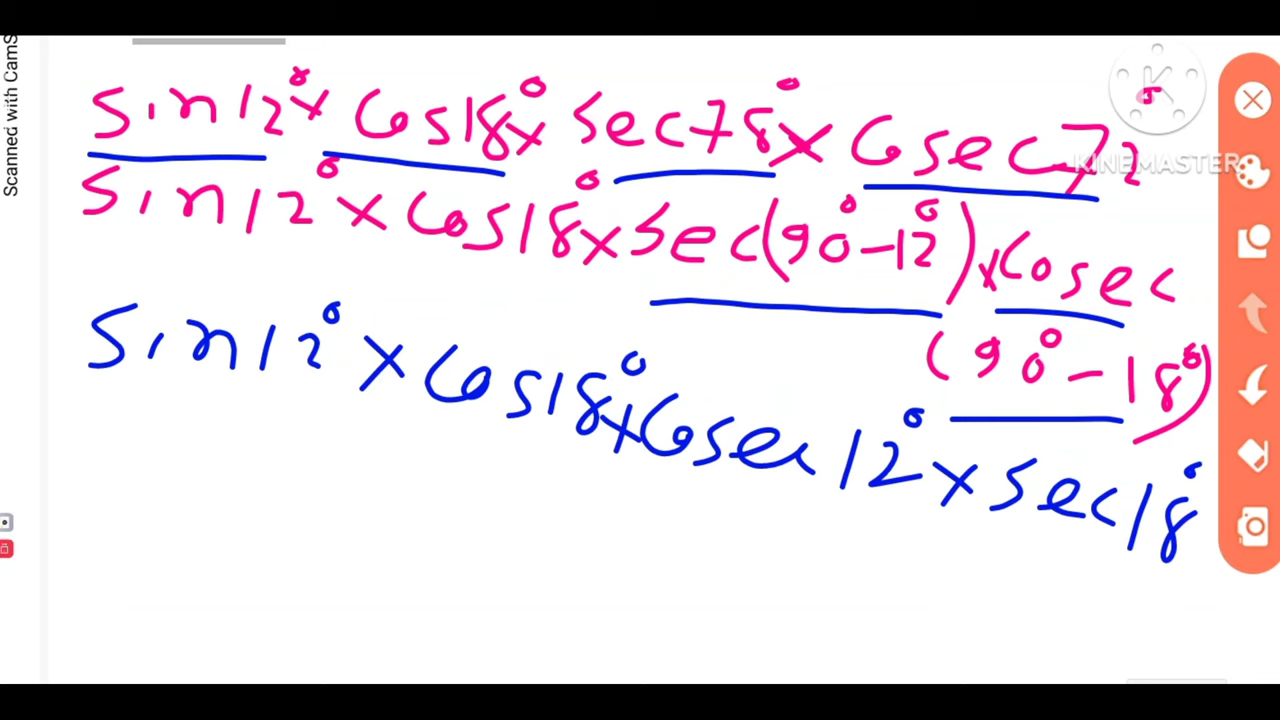 Scanned with CamS
sin12° × cos18° × sec78° × cosec72°
KINEMASTER
sin12° × cos18° × sec(90° - 12°) × cosec
(90° - 18°)
sin12° × cos18° × cosec12° × sec18°